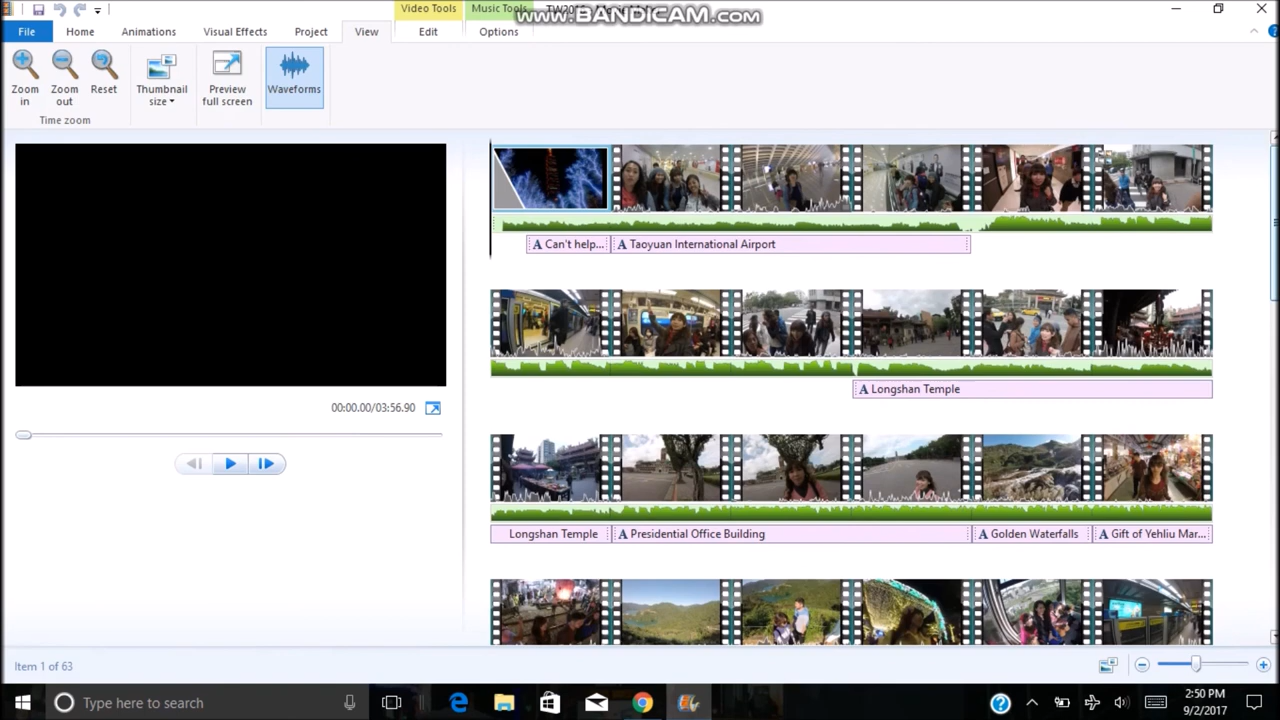 Video Tools
Music Tools
www.BANDICAM.com
File
Home
Animations
Visual Effects
Project
View
Edit
Options
Zoom in
Zoom out
Reset
Thumbnail size
Preview full screen
Waveforms
Time zoom
Can't help...
Taoyuan International Airport
Longshan Temple
00:00.00/03:56.90
Longshan Temple
Presidential Office Building
Golden Waterfalls
Gift of Yehliu Mar...
Item 1 of 63
Type here to search
2:50 PM
9/2/2017